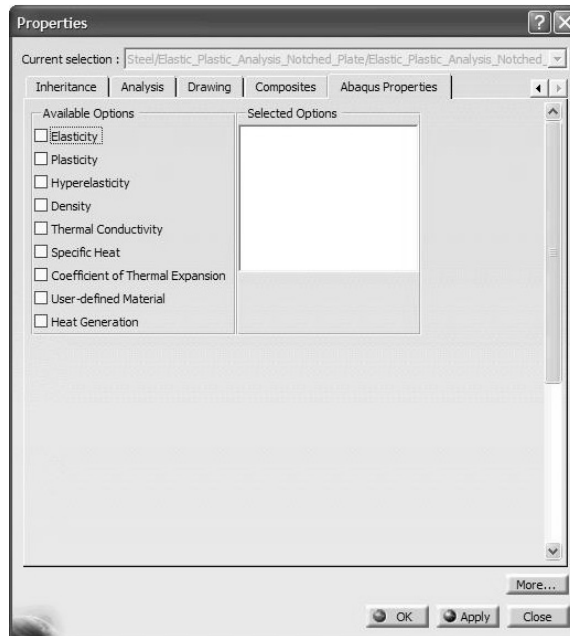 Properties
Current selection : Steel/Elastic_Plastic_Analysis_Notched_Plate/Elastic_Plastic_Analysis_Notched_
Inheritance Analysis Drawing Composites Abaqus Properties
Available Options Selected Options
Elasticity
Plasticity
Hyperelasticity
Density
Thermal Conductivity
Specific Heat
Coefficient of Thermal Expansion
User-defined Material
Heat Generation
More...
OK Apply Close